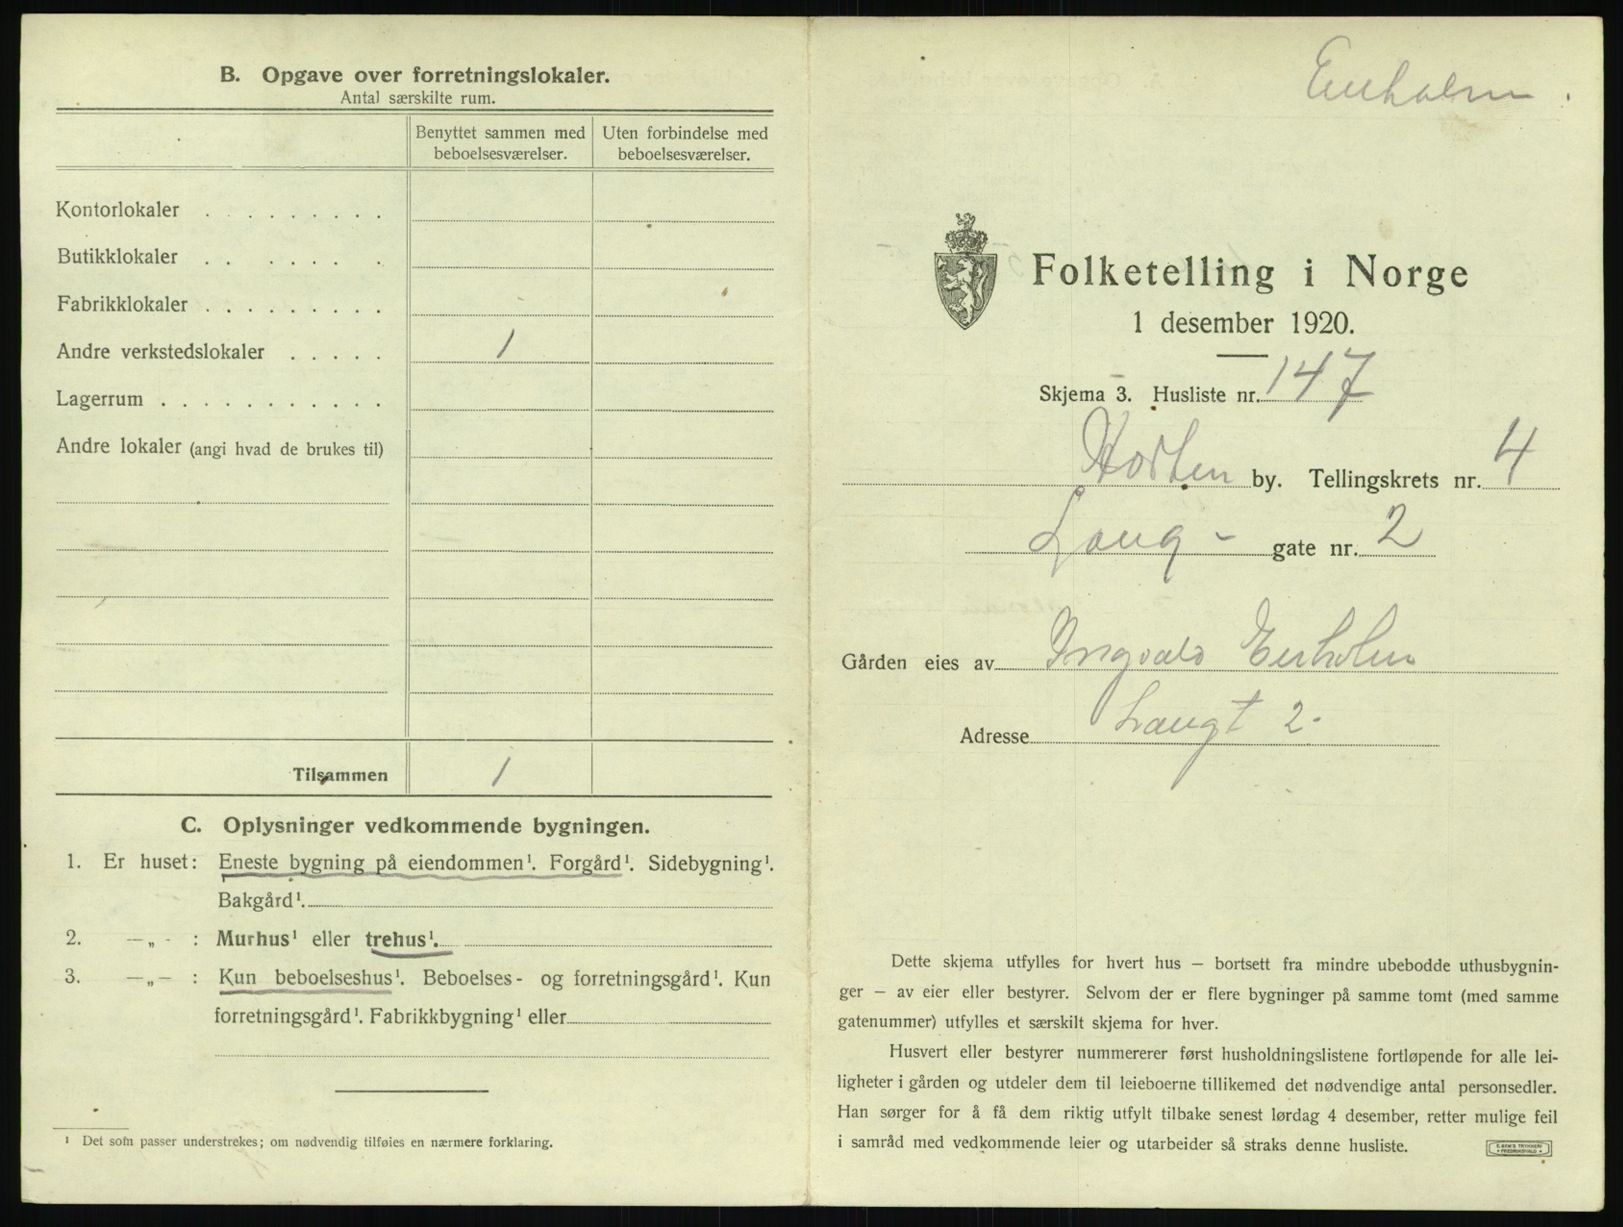 B. Opgave over forretningslokaler.
Antal særskilte rum.
Benyttet sammen med beboelsesværelser.
Uten forbindelse med beboelsesværelser.
Kontorlokaler . . . . . . . . .
Butikklokaler . . . . . .
Fabrikklokaler . . . . . . . . .
Andre verkstedslokaler . . . . . 1
Lagerrum . . . . . . . . . . .
Andre lokaler (angi hvad de brukes til)
Tilsammen 1
C. Oplysninger vedkommende bygningen.
1. Er huset: Eneste bygning på eiendommen¹. Forgård¹. Sidebygning¹.
Bakgård¹.
2. —„- : Murhus¹ eller trehus¹.
3. —„— : Kun beboelseshus¹. Beboelses- og forretningsgård¹. Kun
forretningsgård¹. Fabrikkbygning¹ eller
¹ Det som passer understrekes; om nødvendig tilføies en nærmere forklaring.
Folketelling i Norge
1 desember 1920.
Skjema 3. Husliste nr. 147
Horten by. Tellingskrets nr. 4
Lang- gate nr. 2
Gården eies av Ingvald
Adresse Langt 2.
Dette skjema utfylles for hvert hus — bortsett fra mindre ubebodde uthusbygnin-
ger — av eier eller bestyrer. Selvom der er flere bygninger på samme tomt (med samme
gatenummer) utfylles et særskilt skjema for hver.
Husvert eller bestyrer nummererer først husholdningslistene fortløpende for alle lei-
ligheter i gården og utdeler dem til leieboerne tillikemed det nødvendige antal personsedler.
Han sørger for å få dem riktig utfylt tilbake senest lørdag 4 desember, retter mulige feil
i samråd med vedkommende leier og utarbeider så straks denne husliste.